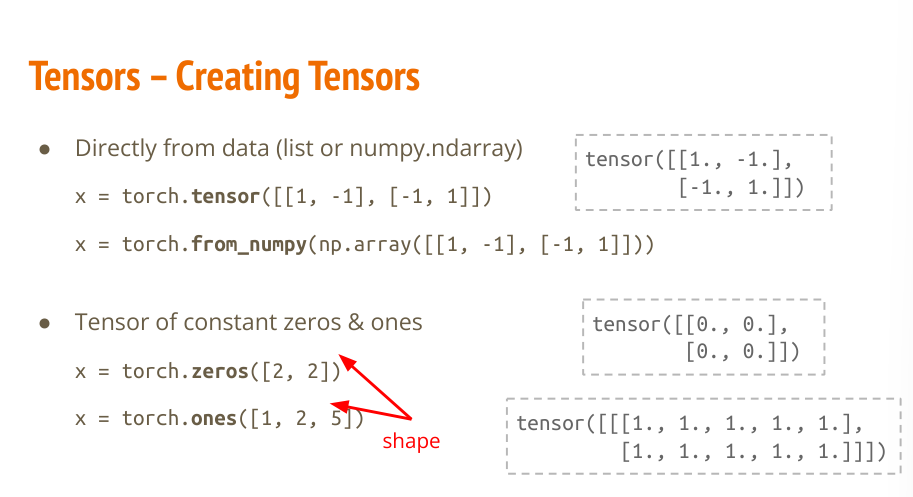 Tensors – Creating Tensors
● Directly from data (list or numpy.ndarray)
x = torch.tensor([[1, -1], [-1, 1]])
x = torch.from_numpy(np.array([[1, -1], [-1, 1]]))
tensor([[1., -1.],
[-1., 1.]])
● Tensor of constant zeros & ones
x = torch.zeros([2, 2])
x = torch.ones([1, 2, 5])
shape
tensor([[0., 0.],
[0., 0.]])
tensor([[[1., 1., 1., 1., 1.],
[1., 1., 1., 1., 1.]]])